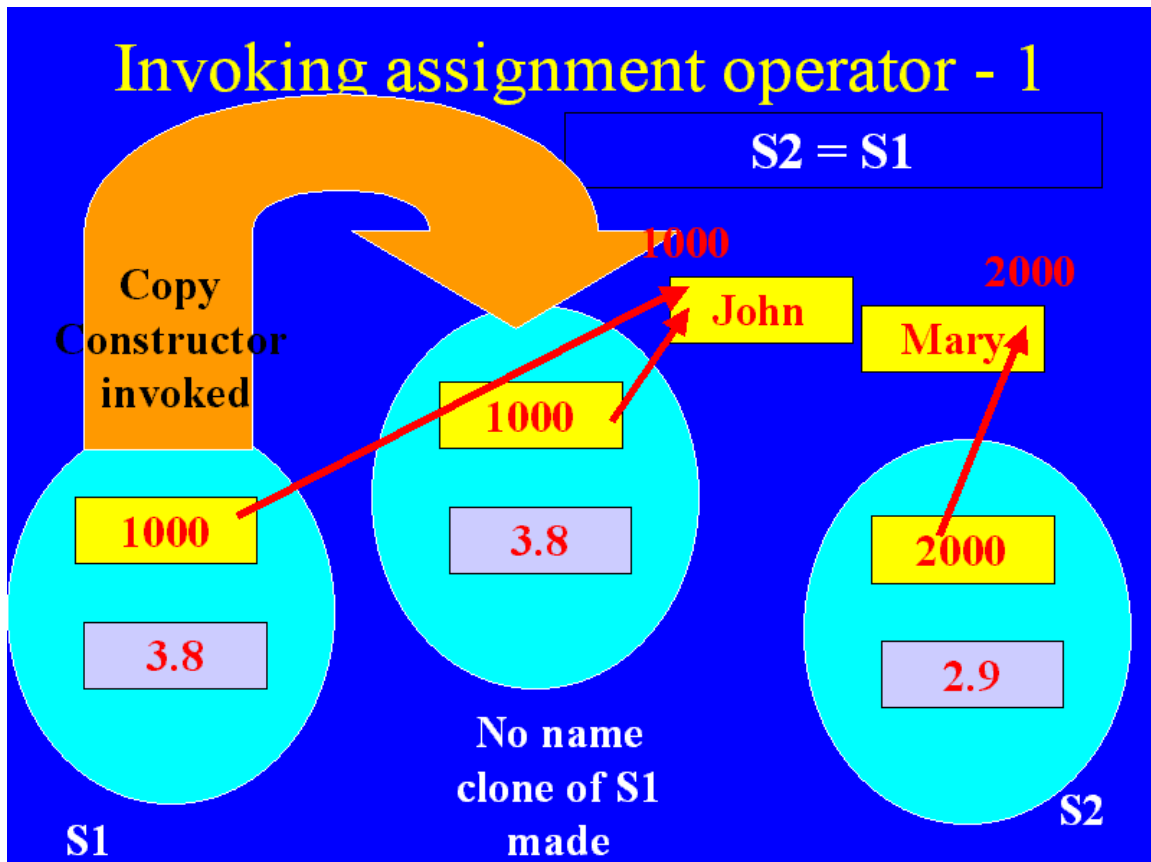 Invoking assignment operator - 1
S2 = S1
1000
2000
Copy
Constructor
invoked
John
Mary
1000
1000
2000
3.8
3.8
2.9
No name
clone of S1
made
S1
S2